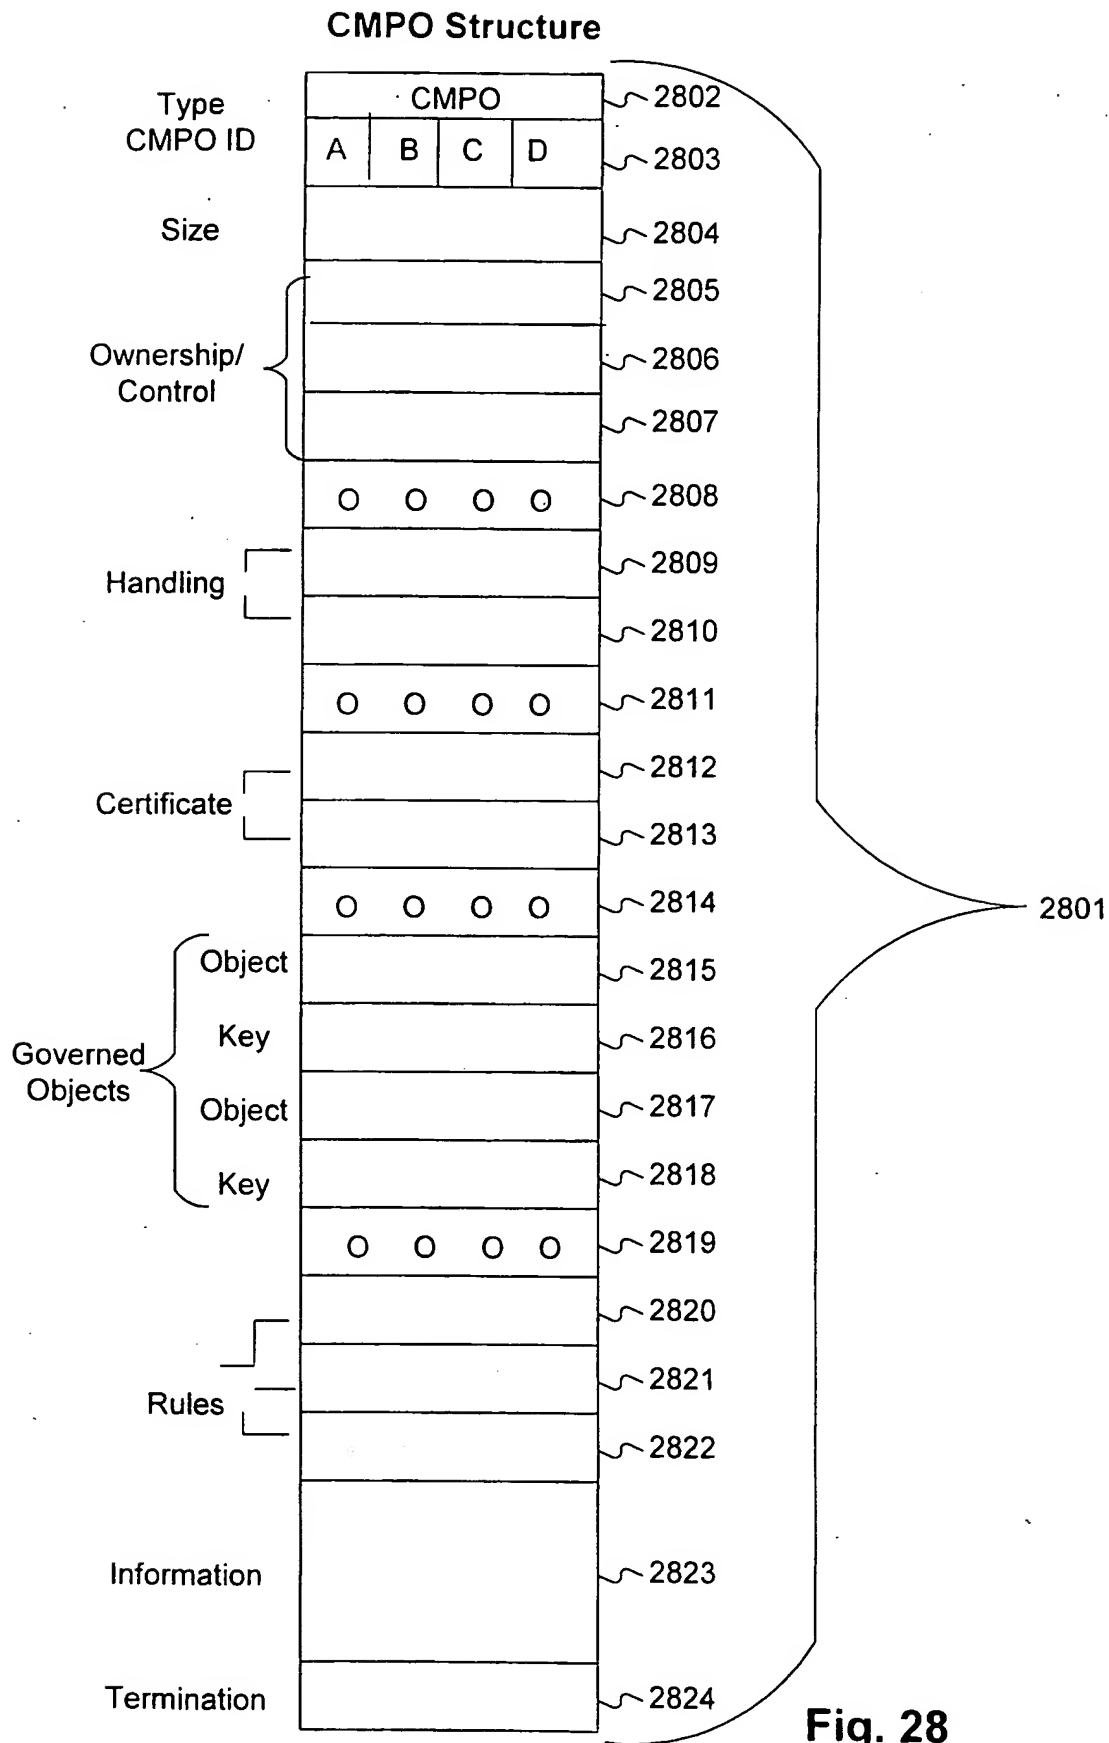 CMPO Structure
Type CMPO 2802
CMPO ID A B C D 2803
Size 2804
2805
Ownership/
Control
2806
2807
O O O O 2808
Handling
2809
2810
O O O O 2811
Certificate
2812
2813
O O O O 2814
2801
Governed
Objects
Object 2815
Key 2816
Object 2817
Key 2818
O O O O 2819
2820
Rules
2821
2822
Information 2823
Termination 2824
Fig. 28